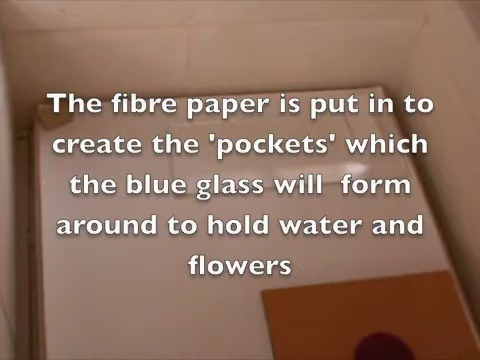 The fibre paper is put in to
create the 'pockets' which
the blue glass will  form
around to hold water and
flowers